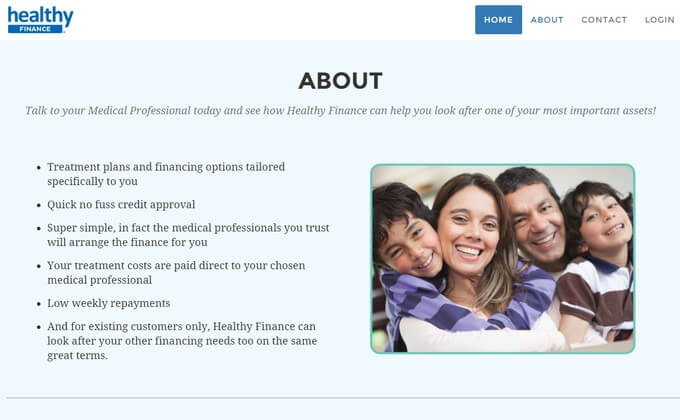 healthy
FINANCE
HOME ABOUT CONTACT LOGIN
ABOUT
Talk to your Medical Professional today and see how Healthy Finance can help you look after one of your most important assets!
Treatment plans and financing options tailored
specifically to you
Quick no fuss credit approval
Super simple, in fact the medical professionals you trust
will arrange the finance for you
Your treatment costs are paid direct to your chosen
medical professional
Low weekly repayments
And for existing customers only, Healthy Finance can
look after your other financing needs too on the same
great terms.